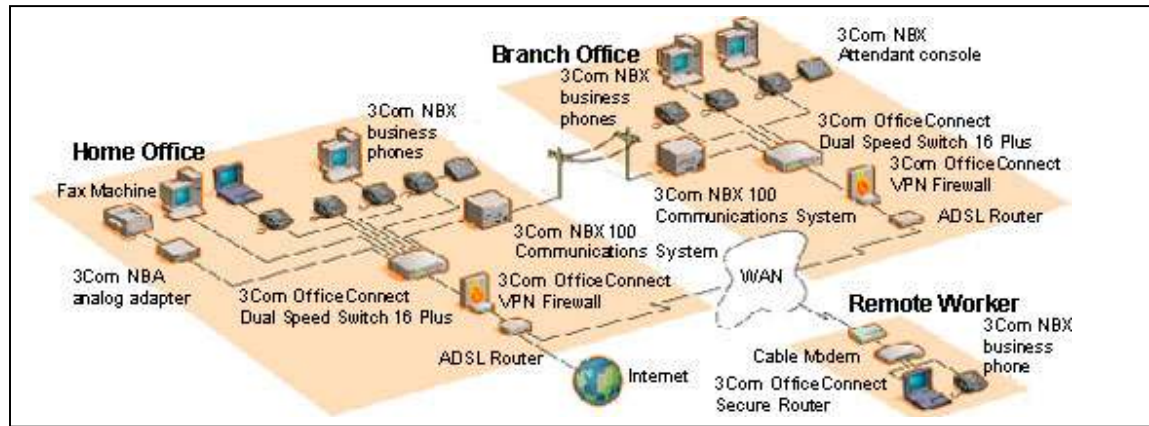 Branch Office
3Com NBX
Attendant console
3Com NBX
business
phones
3Com OfficeConnect
Dual Speed Switch 16 Plus
3Com OfficeConnect
VPN Firewall
ADSL Router
3Com NBX 100
Communications System
Home Office
Fax Machine
3Com NBX
business
phones
3Com NBX 100
Communications System
3Com NBA
analog adapter
3Com OfficeConnect
Dual Speed Switch 16 Plus
3Com OfficeConnect
VPN Firewall
ADSL Router
Internet
WAN
Remote Worker
3Com NBX
business
phone
Cable Modem
3Com OfficeConnect
Secure Router